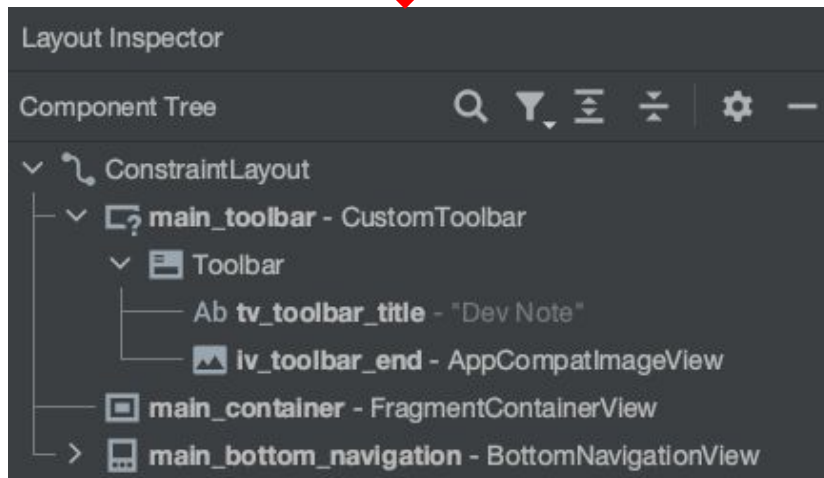 Layout Inspector
Component Tree
ConstraintLayout
main_toolbar - CustomToolbar
Toolbar
Ab tv_toolbar_title - "Dev Note"
iv_toolbar_end - AppCompatImageView
main_container - FragmentContainerView
main_bottom_navigation - BottomNavigationView